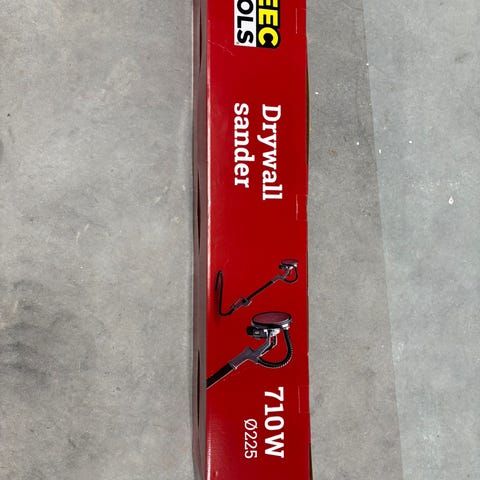 EEC
OLS
Drywall
sander
710W
Ø225